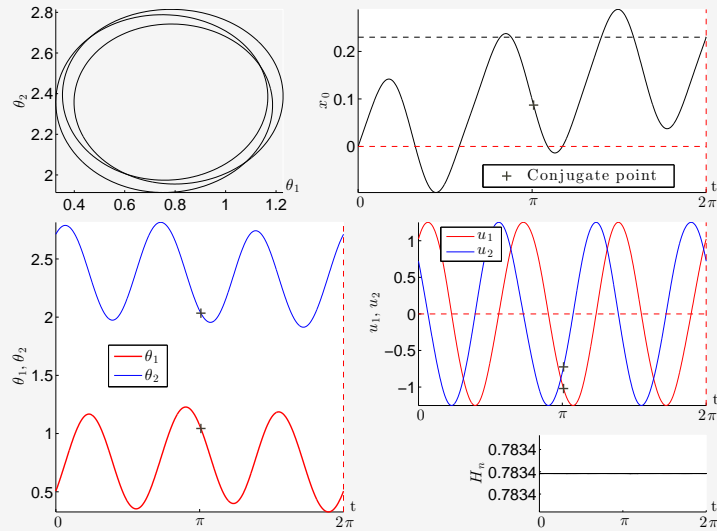 2.8
2.6
2.4
2.2
2
θ₂
0.4 0.6 0.8 1 1.2
θ₁
0.2
0.1
0
x₀
+ Conjugate point
0 π 2π
t
2.5
2
1.5
1
0.5
θ₁, θ₂
θ₁
θ₂
0 π 2π
t
1
0.5
0
−0.5
−1
u₁, u₂
u₁
u₂
0 π 2π
t
0.7834
0.7834
0.7834
Hₙ
0 π 2π
t